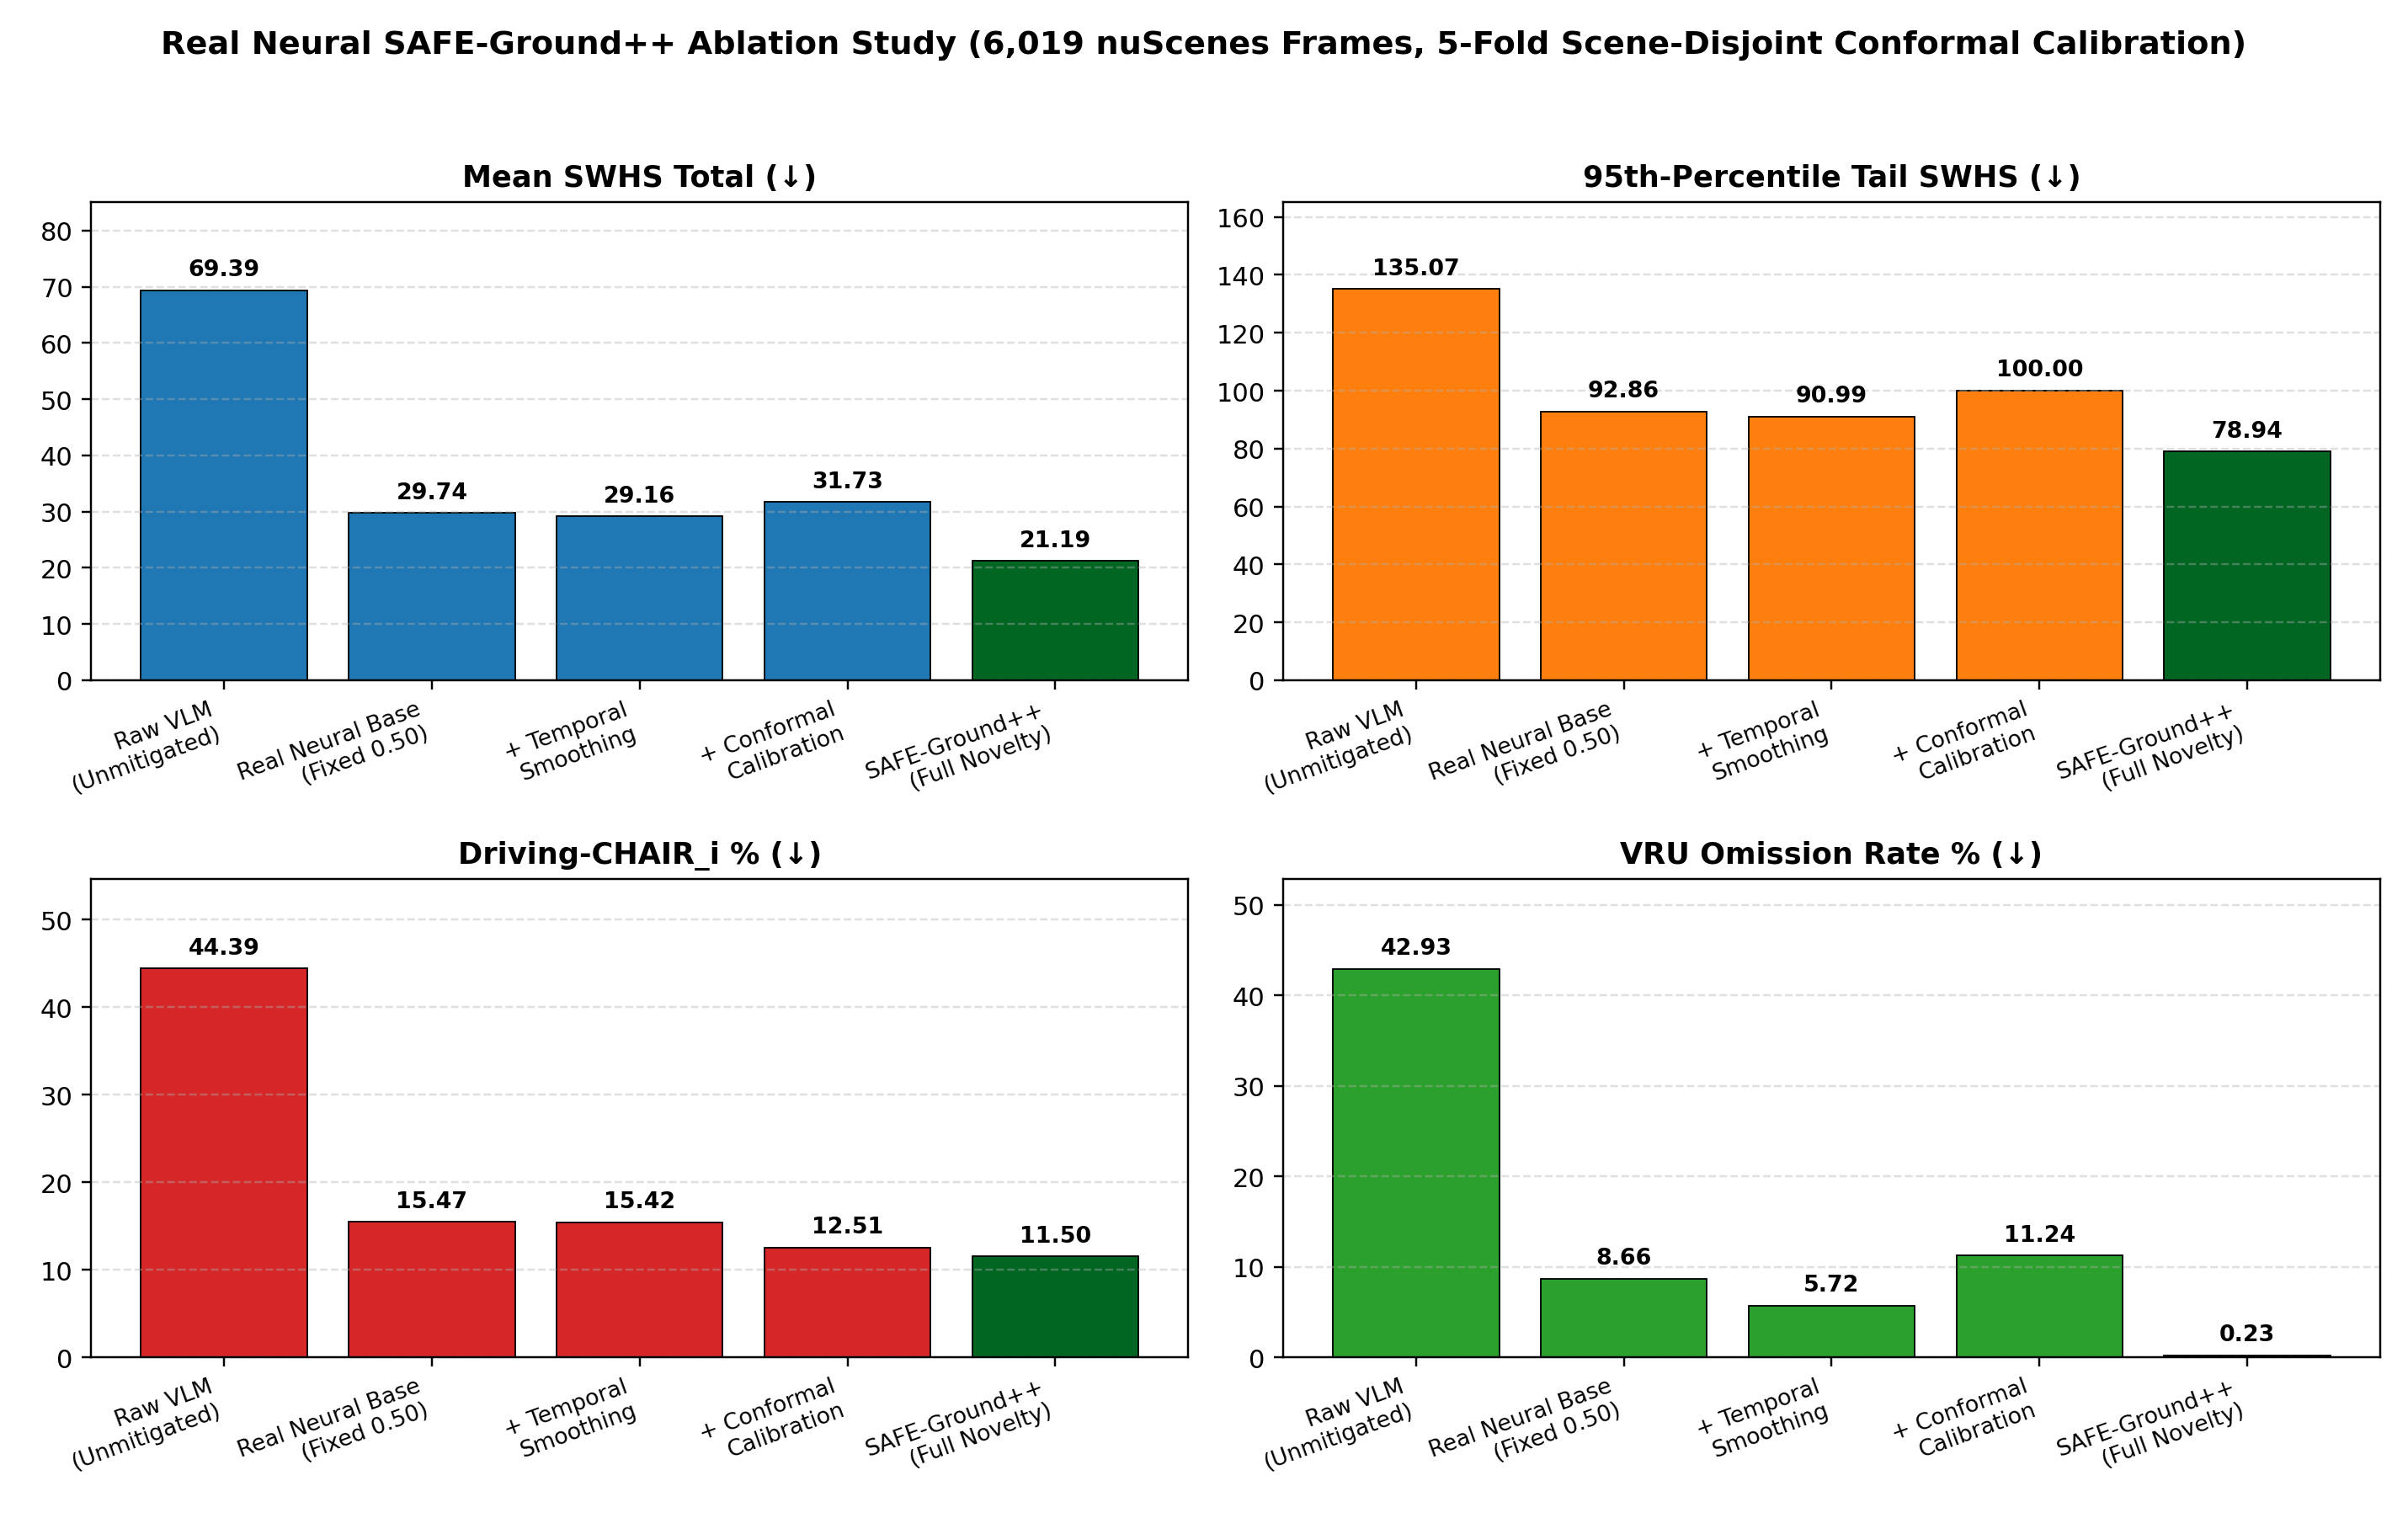 Real Neural SAFE-Ground++ Ablation Study (6,019 nuScenes Frames, 5-Fold Scene-Disjoint Conformal Calibration)
Mean SWHS Total (↓)
80
70
60
50
40
30
20
10
0
69.39
29.74
29.16
31.73
21.19
Raw VLM
(Unmitigated)
Real Neural Base
(Fixed 0.50)
+ Temporal
Smoothing
+ Conformal
Calibration
SAFE-Ground++
(Full Novelty)
95th-Percentile Tail SWHS (↓)
160
140
120
100
80
60
40
20
0
135.07
92.86
90.99
100.00
78.94
Raw VLM
(Unmitigated)
Real Neural Base
(Fixed 0.50)
+ Temporal
Smoothing
+ Conformal
Calibration
SAFE-Ground++
(Full Novelty)
Driving-CHAIR_i % (↓)
50
40
30
20
10
0
44.39
15.47
15.42
12.51
11.50
Raw VLM
(Unmitigated)
Real Neural Base
(Fixed 0.50)
+ Temporal
Smoothing
+ Conformal
Calibration
SAFE-Ground++
(Full Novelty)
VRU Omission Rate % (↓)
50
40
30
20
10
0
42.93
8.66
5.72
11.24
0.23
Raw VLM
(Unmitigated)
Real Neural Base
(Fixed 0.50)
+ Temporal
Smoothing
+ Conformal
Calibration
SAFE-Ground++
(Full Novelty)